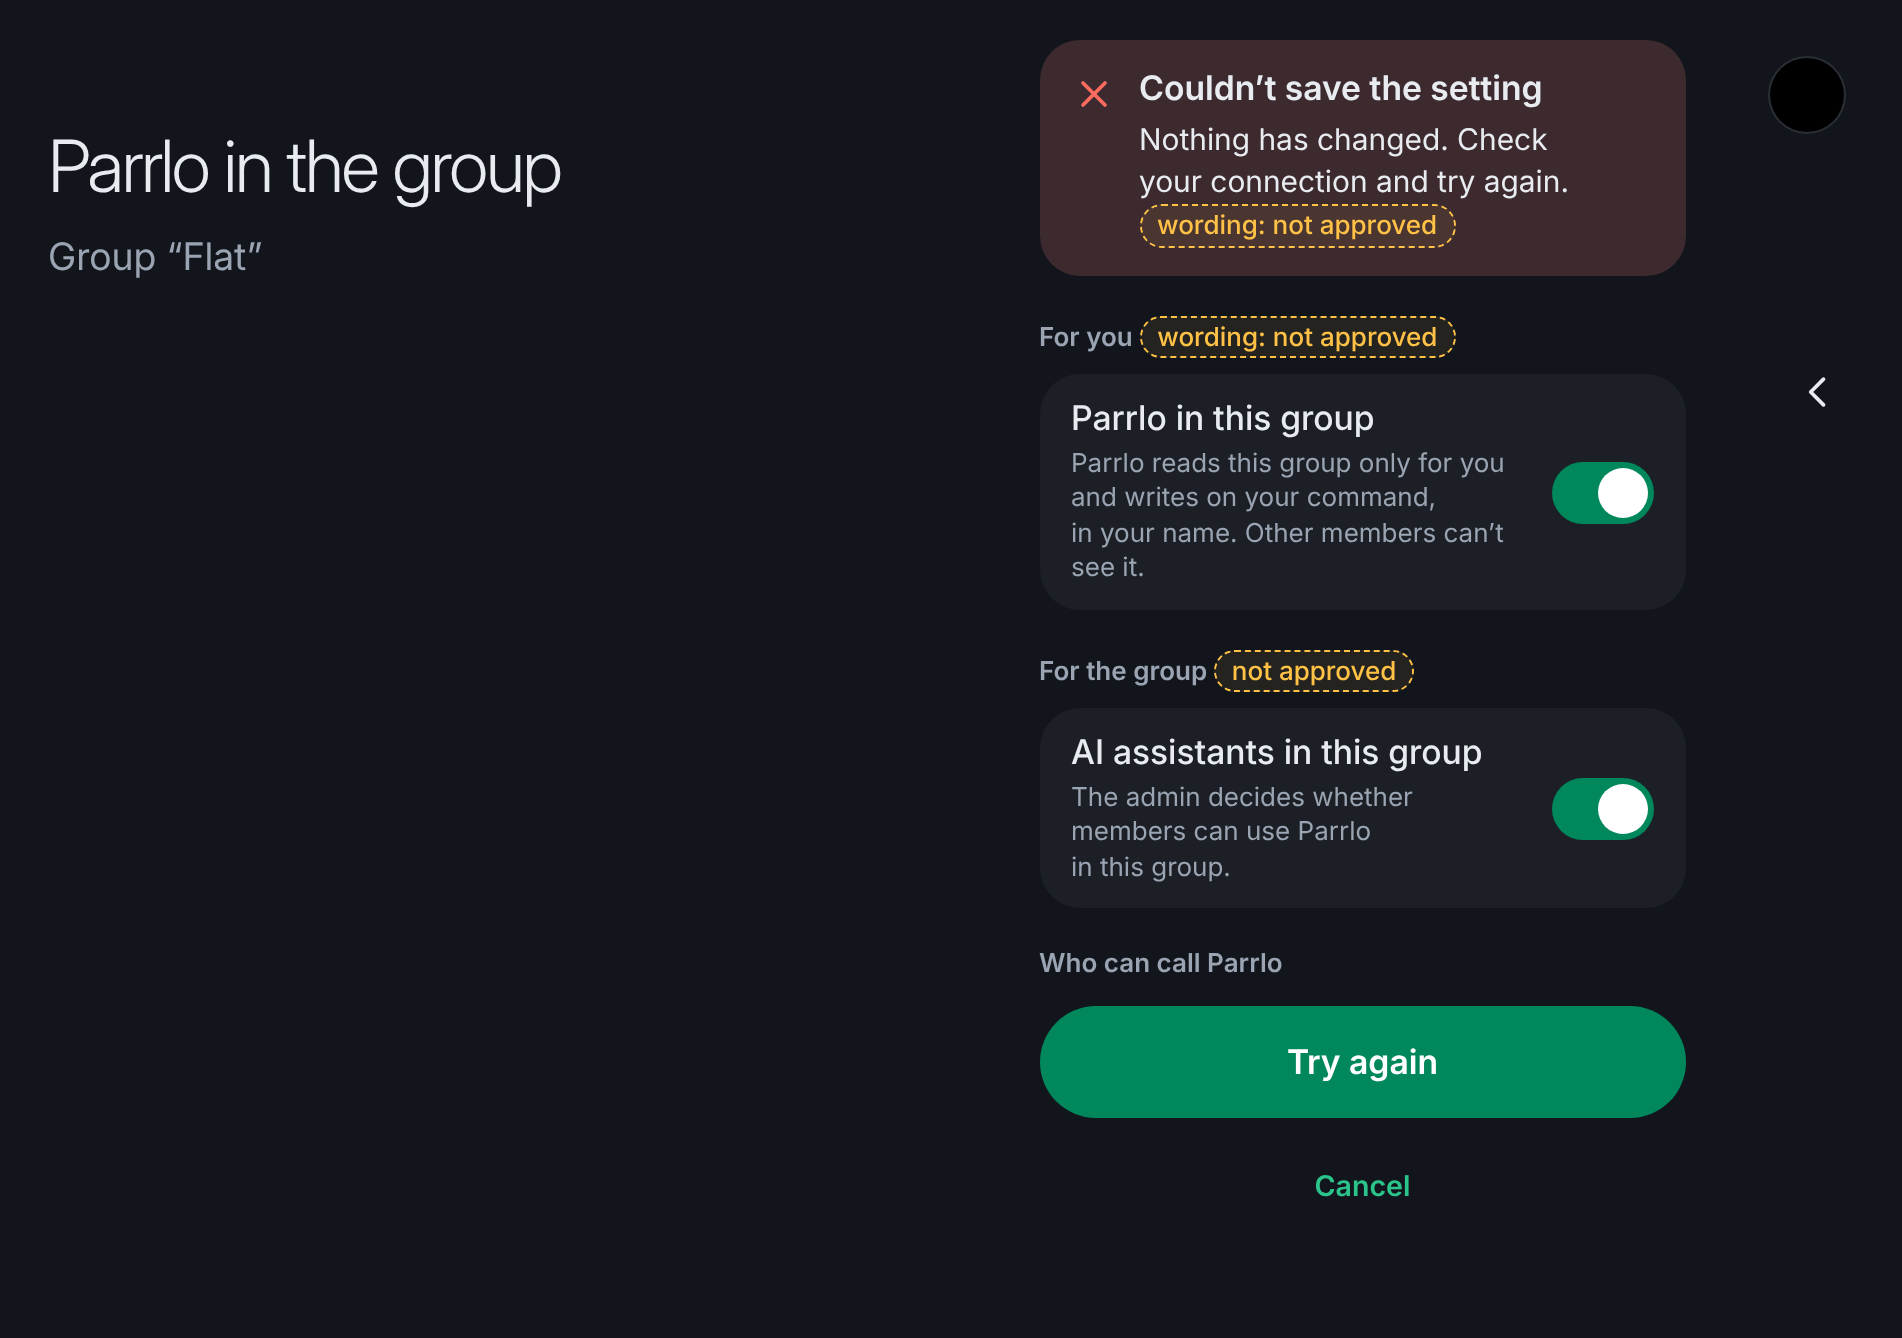 Parrlo in the group
Group “Flat”
Couldn’t save the setting
Nothing has changed. Check
your connection and try again.
wording: not approved
For you wording: not approved
Parrlo in this group
Parrlo reads this group only for you
and writes on your command,
in your name. Other members can’t
see it.
For the group not approved
AI assistants in this group
The admin decides whether
members can use Parrlo
in this group.
Who can call Parrlo
Try again
Cancel